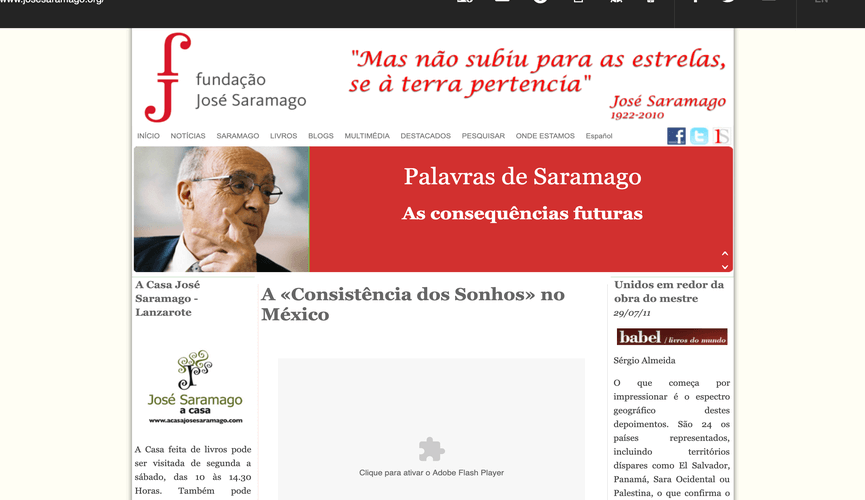 www.josesaramago.org/
EN
fundação
José Saramago
"Mas não subiu para as estrelas,
se à terra pertencia"
José Saramago
1922-2010
INÍCIO NOTÍCIAS SARAMAGO LIVROS BLOGS MULTIMÉDIA DESTACADOS PESQUISAR ONDE ESTAMOS Español
Palavras de Saramago
As consequências futuras
A Casa José
Saramago -
Lanzarote
José Saramago
a casa
www.acasajosesaramago.com
A Casa feita de livros pode
ser visitada de segunda a
sábado, das 10 às 14.30
Horas. Também pode
A «Consistência dos Sonhos» no
México
Clique para ativar o Adobe Flash Player
Unidos em redor da
obra do mestre
29/07/11
babel / livros do mundo
Sérgio Almeida
O que começa por
impressionar é o espectro
geográfico destes
depoimentos. São 24 os
países representados,
incluindo territórios
díspares como El Salvador,
Panamá, Sara Ocidental ou
Palestina, o que confirma o